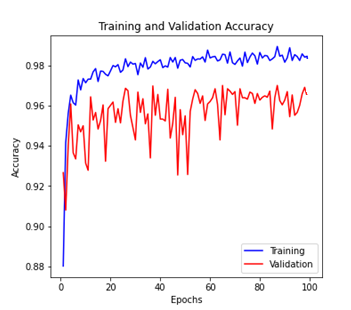 Training and Validation Accuracy
Accuracy
0.98
0.96
0.94
0.92
0.90
0.88
0
20
40
60
80
100
Epochs
Training
Validation